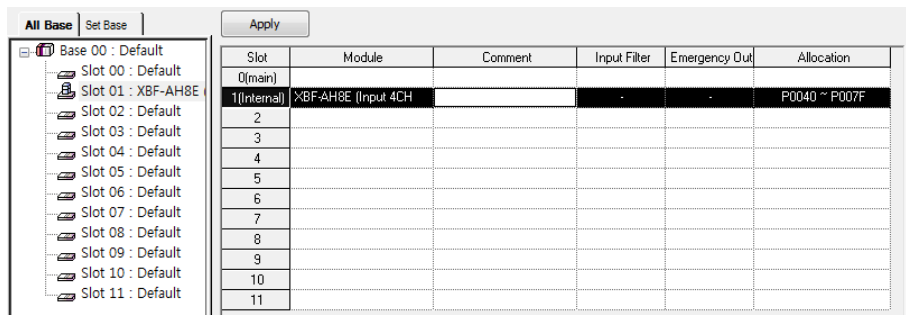 All Base Set Base Apply
Base 00 : Default
Slot 00 : Default
Slot 01 : XBF-AH8E (
Slot 02 : Default
Slot 03 : Default
Slot 04 : Default
Slot 05 : Default
Slot 06 : Default
Slot 07 : Default
Slot 08 : Default
Slot 09 : Default
Slot 10 : Default
Slot 11 : Default
Slot Module Comment Input Filter Emergency Out Allocation
0(main)
1(Internal) XBF-AH8E (Input 4CH - - P0040 ~ P007F
2
3
4
5
6
7
8
9
10
11